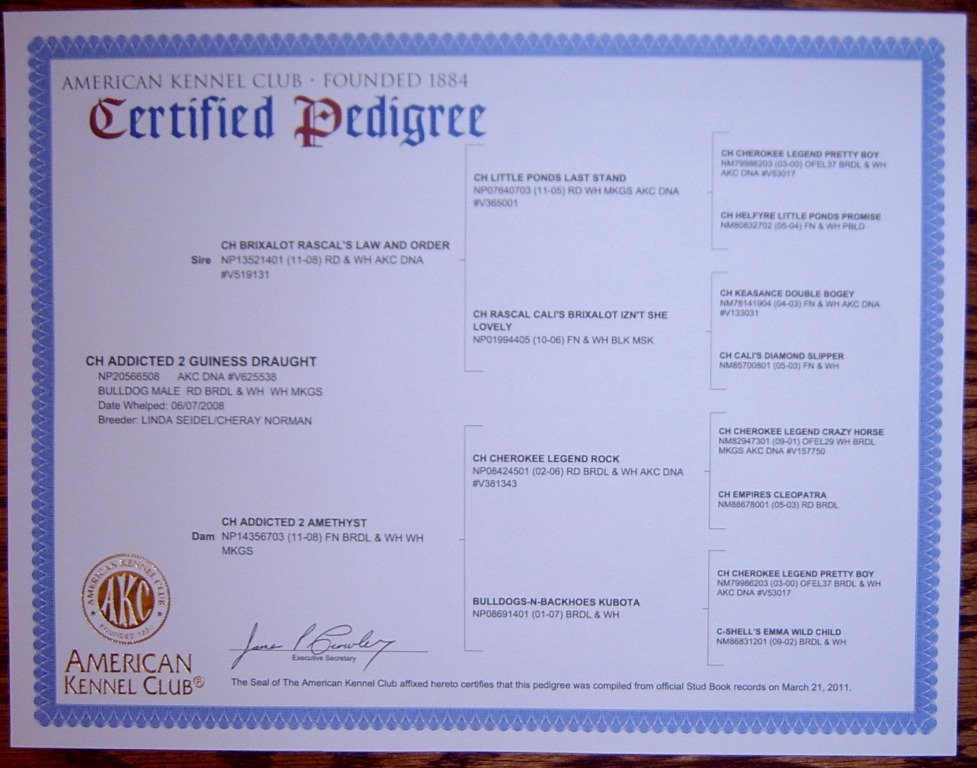 AMERICAN KENNEL CLUB • FOUNDED 1884
Certified Pedigree
CH CHEROKEE LEGEND PRETTY BOY
NM79986203 (03-00) OFEL37 BRDL & WH
AKC DNA #V53017
CH LITTLE PONDS LAST STAND
NP07640703 (11-05) RD WH MKGS AKC DNA
#V365001
CH HELFYRE LITTLE PONDS PROMISE
NM80832702 (05-04) FN & WH PBLD
CH BRIXALOT RASCAL'S LAW AND ORDER
Sire NP13521401 (11-08) RD & WH AKC DNA
#V519131
CH KEASANCE DOUBLE BOGEY
NM78141904 (04-03) FN & WH AKC DNA
#V133031
CH RASCAL CALI'S BRIXALOT IZN'T SHE
LOVELY
NP01994405 (10-06) FN & WH BLK MSK
CH CALI'S DIAMOND SLIPPER
NM85700801 (05-03) FN & WH
CH ADDICTED 2 GUINESS DRAUGHT
NP20566508 AKC DNA #V625538
BULLDOG MALE RD BRDL & WH WH MKGS
Date Whelped: 06/07/2008
Breeder: LINDA SEIDEL/CHERAY NORMAN
CH CHEROKEE LEGEND CRAZY HORSE
NM82947301 (09-01) OFEL29 WH BRDL
MKGS AKC DNA #V157750
CH CHEROKEE LEGEND ROCK
NP08424501 (02-06) RD BRDL & WH AKC DNA
#V381343
CH EMPIRES CLEOPATRA
NM88678001 (05-03) RD BRDL
CH ADDICTED 2 AMETHYST
Dam NP14356703 (11-08) FN BRDL & WH WH
MKGS
CH CHEROKEE LEGEND PRETTY BOY
NM79986203 (03-00) OFEL37 BRDL & WH
AKC DNA #V53017
BULLDOGS-N-BACKHOES KUBOTA
NP08691401 (01-07) BRDL & WH
C-SHELL'S EMMA WILD CHILD
NM86831201 (09-02) BRDL & WH
AMERICAN KENNEL CLUB
AKC
FOUNDED 1884
AMERICAN
KENNEL CLUB®
James P Crowley
Executive Secretary
The Seal of The American Kennel Club affixed hereto certifies that this pedigree was compiled from official Stud Book records on March 21, 2011.